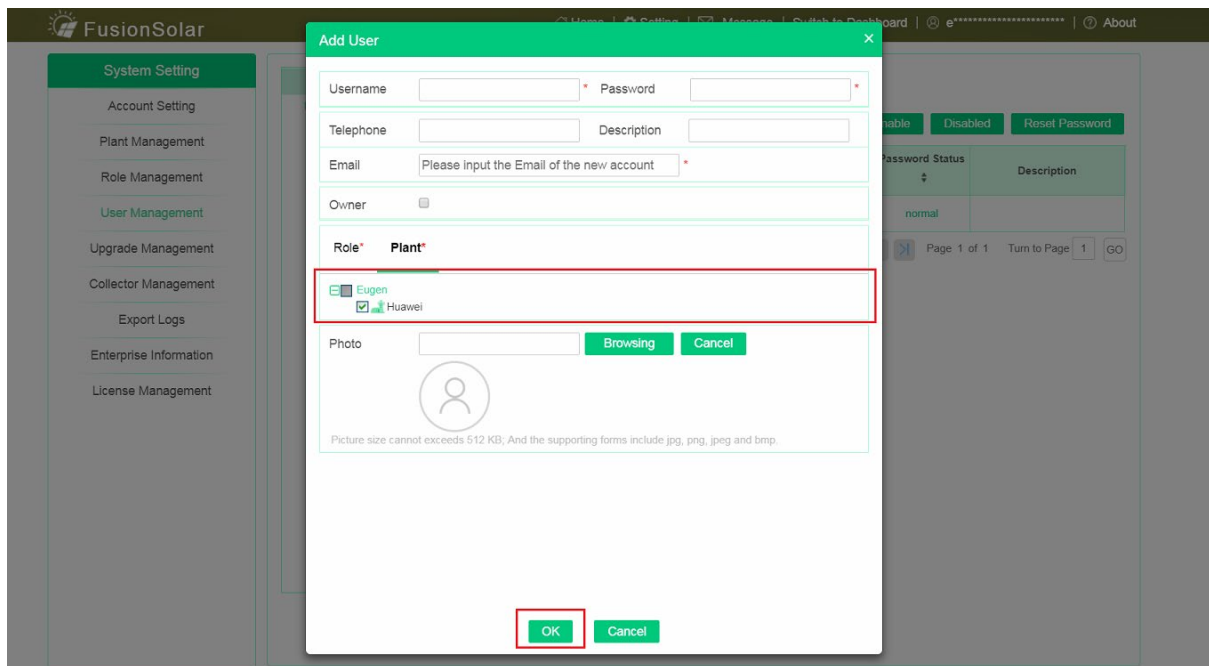 FusionSolar
Home | Setting | Message | Switch to Dashboard | e*********************** | About
System Setting
Account Setting
Plant Management
Role Management
User Management
Upgrade Management
Collector Management
Export Logs
Enterprise Information
License Management
Add User ×
Username * Password *
Telephone Description
Email Please input the Email of the new account *
Owner
Role* Plant*
Eugen
Huawei
Photo Browsing Cancel
Picture size cannot exceeds 512 KB; And the supporting forms include jpg, png, jpeg and bmp.
OK Cancel
Disabled Reset Password
Password Status Description
normal
Page 1 of 1 Turn to Page 1 GO